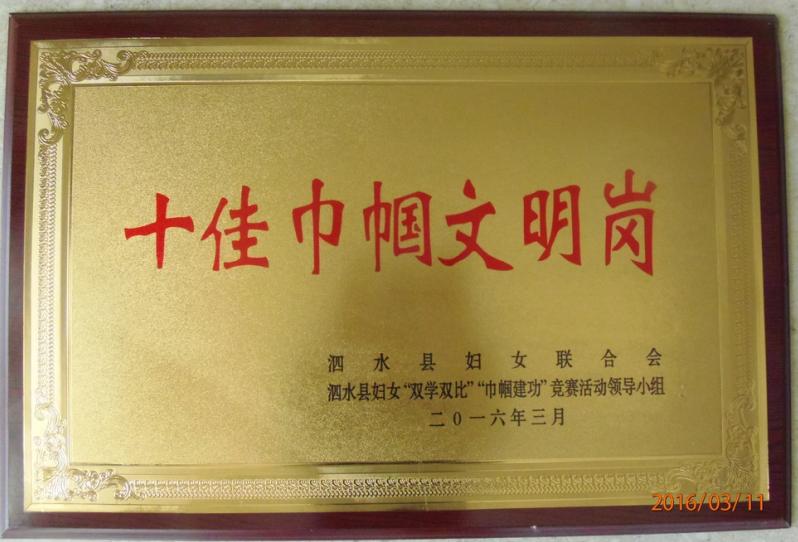 十佳巾帼文明岗
泗水县妇女联合会
泗水县妇女“双学双比”“巾帼建功”竞赛活动领导小组
二０一六年三月
2016/03/11